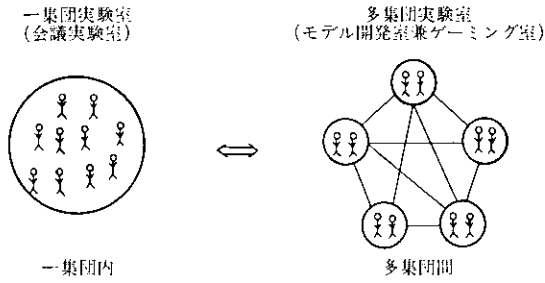 一集団実験室
（会議実験室）
多集団実験室
（モデル開発室兼ゲーミング室）
一集団内
多集団間